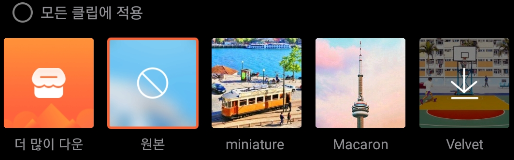 모든 클립에 적용
더 많이 다운
원본
miniature
Macaron
Velvet